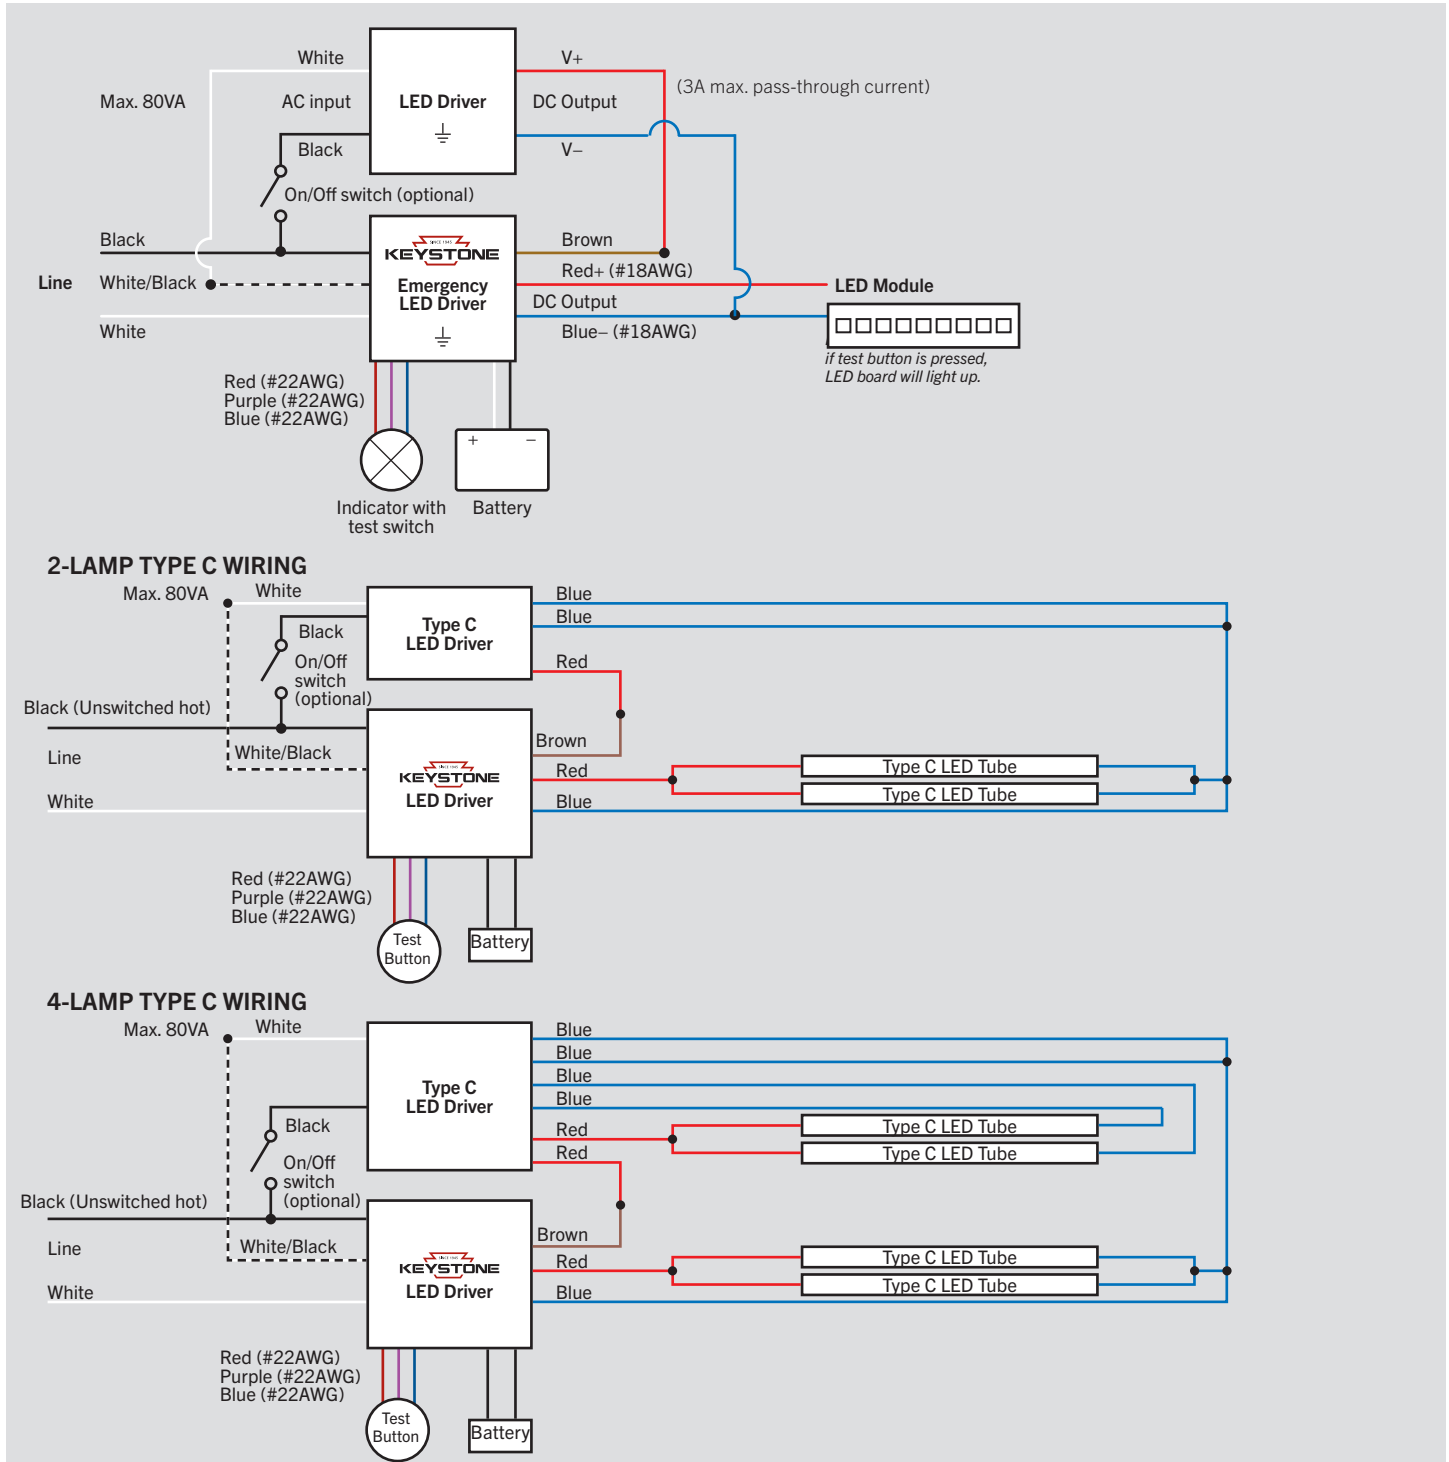 White
V+
(3A max. pass-through current)
Max. 80VA
AC input
LED Driver
DC Output
Black
V–
On/Off switch (optional)
Black
SINCE 1945
KEYSTONE
Brown
Line
White/Black
Emergency
LED Driver
Red+ (#18AWG)
LED Module
DC Output
White
Blue– (#18AWG)
if test button is pressed,
LED board will light up.
Red (#22AWG)
Purple (#22AWG)
Blue (#22AWG)
+ –
Indicator with
test switch
Battery
2-LAMP TYPE C WIRING
Max. 80VA
White
Blue
Blue
Type C
LED Driver
Black
On/Off
switch
(optional)
Red
Black (Unswitched hot)
Brown
Line
White/Black
SINCE 1945
KEYSTONE
LED Driver
Red
Type C LED Tube
Type C LED Tube
White
Blue
Red (#22AWG)
Purple (#22AWG)
Blue (#22AWG)
Test
Button
Battery
4-LAMP TYPE C WIRING
Max. 80VA
White
Blue
Blue
Blue
Blue
Type C
LED Driver
Black
Red
Red
Type C LED Tube
Type C LED Tube
On/Off
switch
(optional)
Black (Unswitched hot)
Brown
Line
White/Black
SINCE 1945
KEYSTONE
LED Driver
Red
Type C LED Tube
Type C LED Tube
White
Blue
Red (#22AWG)
Purple (#22AWG)
Blue (#22AWG)
Test
Button
Battery